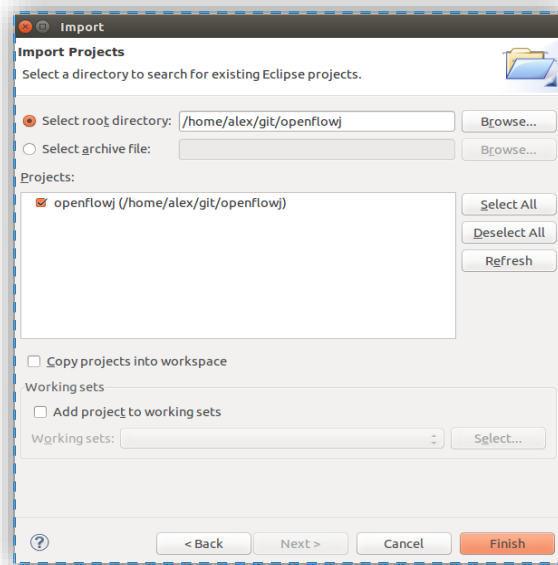 Import
Import Projects
Select a directory to search for existing Eclipse projects.
Select root directory: /home/alex/git/openflowj Browse...
Select archive file: Browse...
Projects:
openflowj (/home/alex/git/openflowj)
Select All
Deselect All
Refresh
Copy projects into workspace
Working sets
Add project to working sets
Working sets: Select...
? < Back Next > Cancel Finish